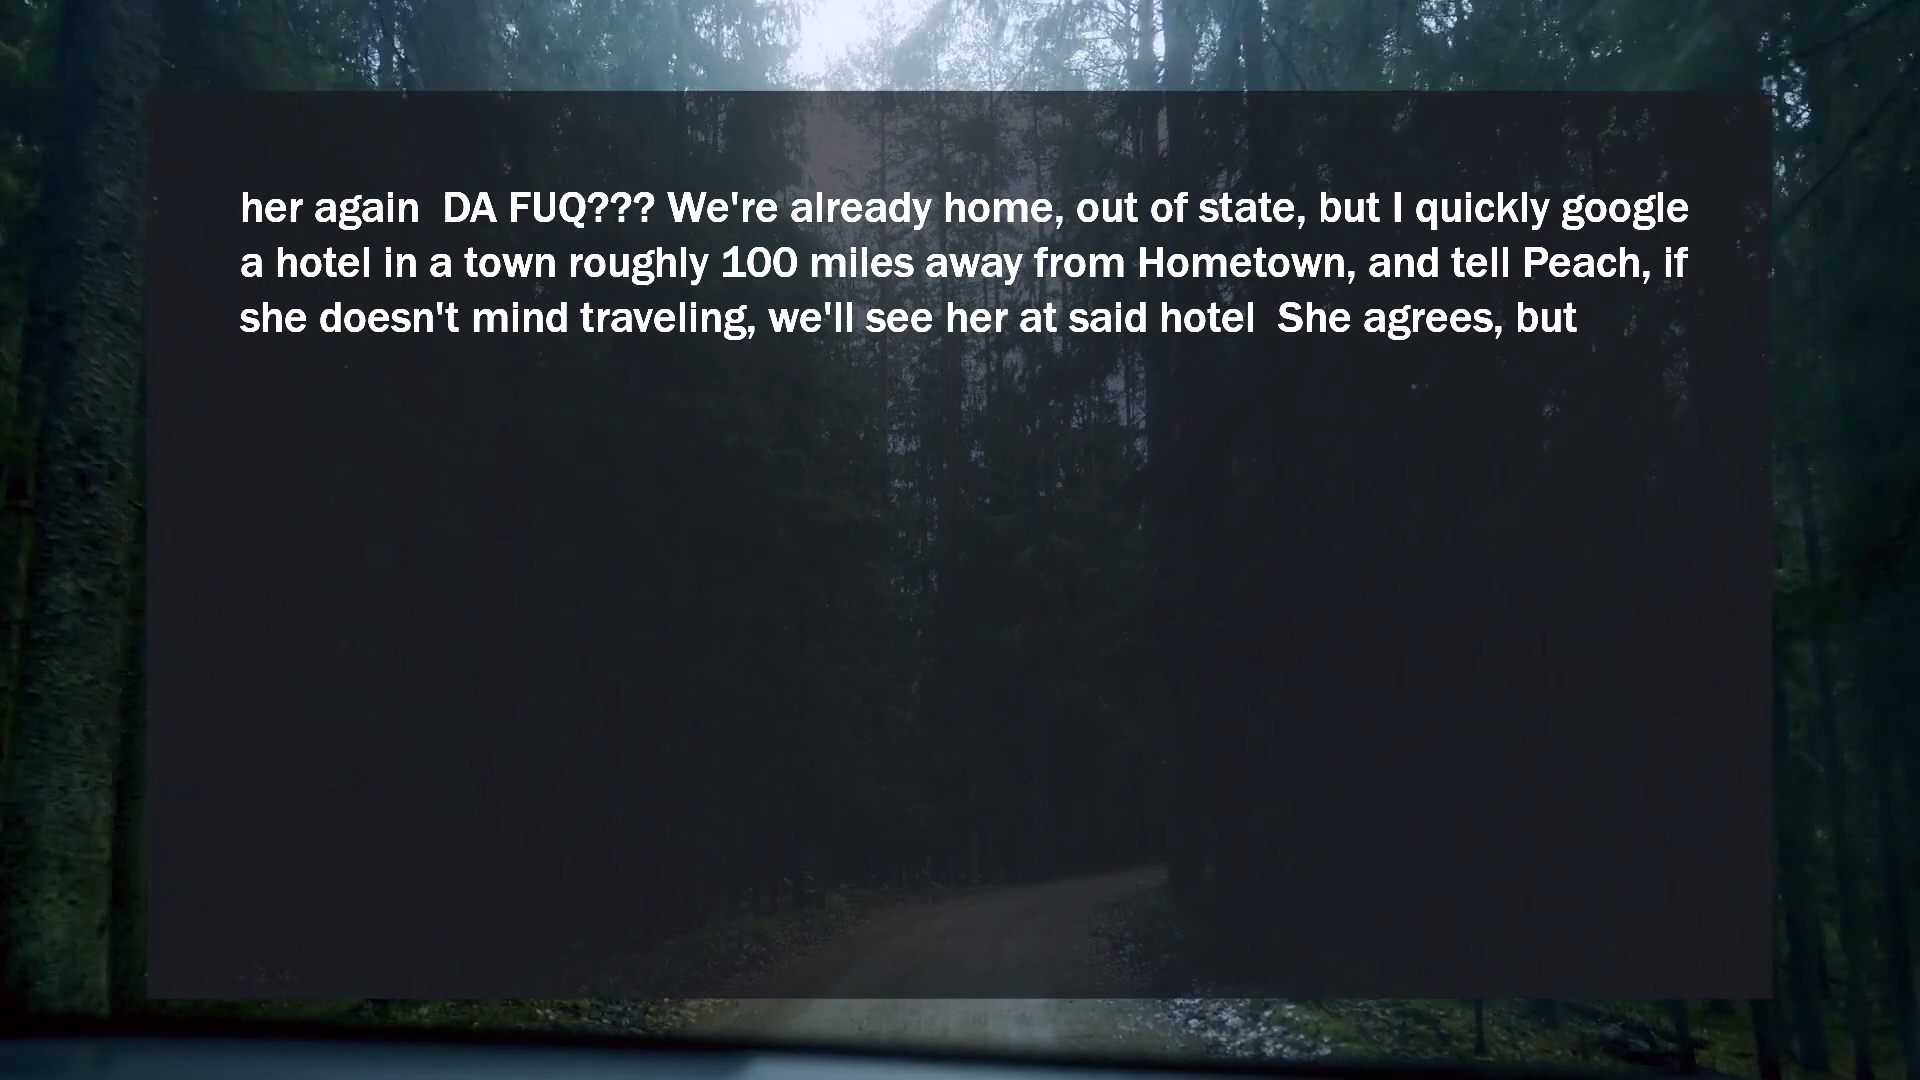 her again  DA FUQ??? We're already home, out of state, but I quickly google
a hotel in a town roughly 100 miles away from Hometown, and tell Peach, if
she doesn't mind traveling, we'll see her at said hotel  She agrees, but